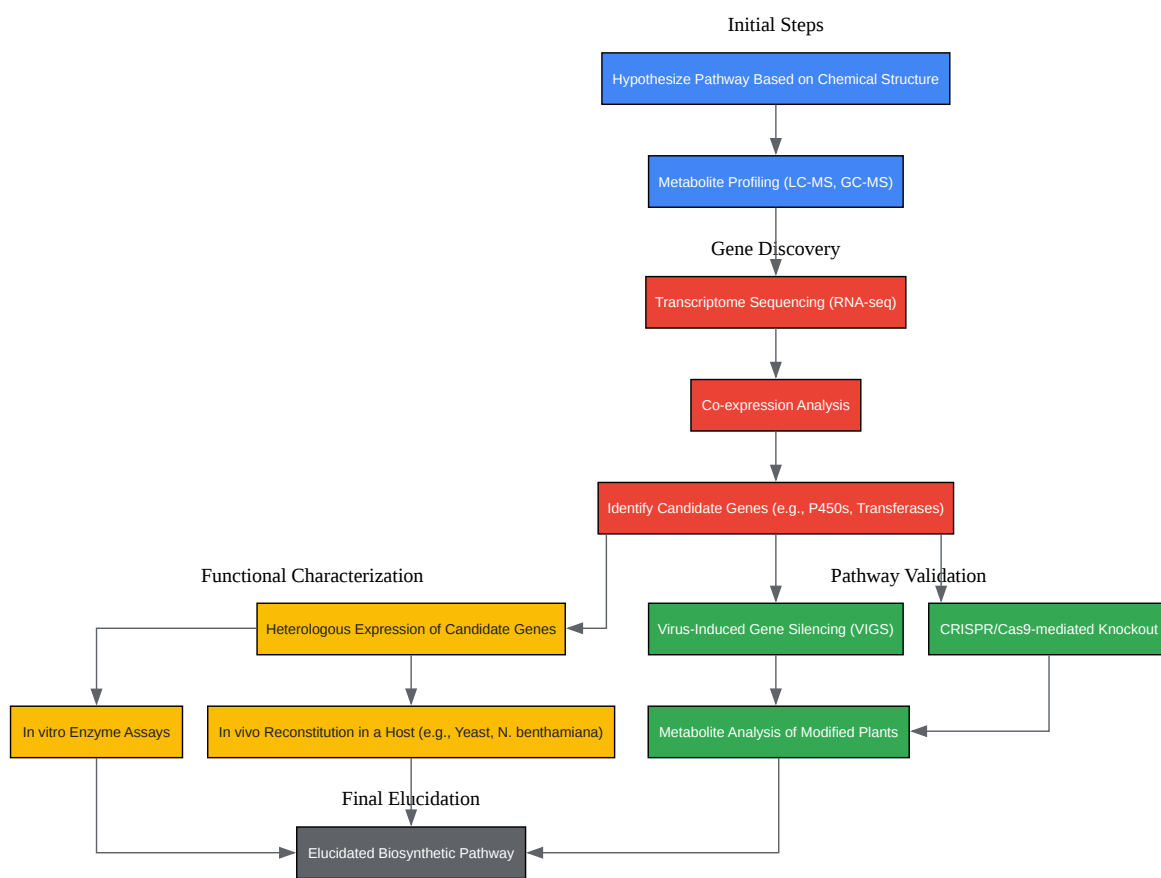 Initial Steps
Hypothesize Pathway Based on Chemical Structure
Metabolite Profiling (LC-MS, GC-MS)
Gene Discovery
Transcriptome Sequencing (RNA-seq)
Co-expression Analysis
Identify Candidate Genes (e.g., P450s, Transferases)
Functional Characterization
Pathway Validation
Heterologous Expression of Candidate Genes
Virus-Induced Gene Silencing (VIGS)
CRISPR/Cas9-mediated Knockout
In vitro Enzyme Assays
In vivo Reconstitution in a Host (e.g., Yeast, N. benthamiana)
Metabolite Analysis of Modified Plants
Final Elucidation
Elucidated Biosynthetic Pathway